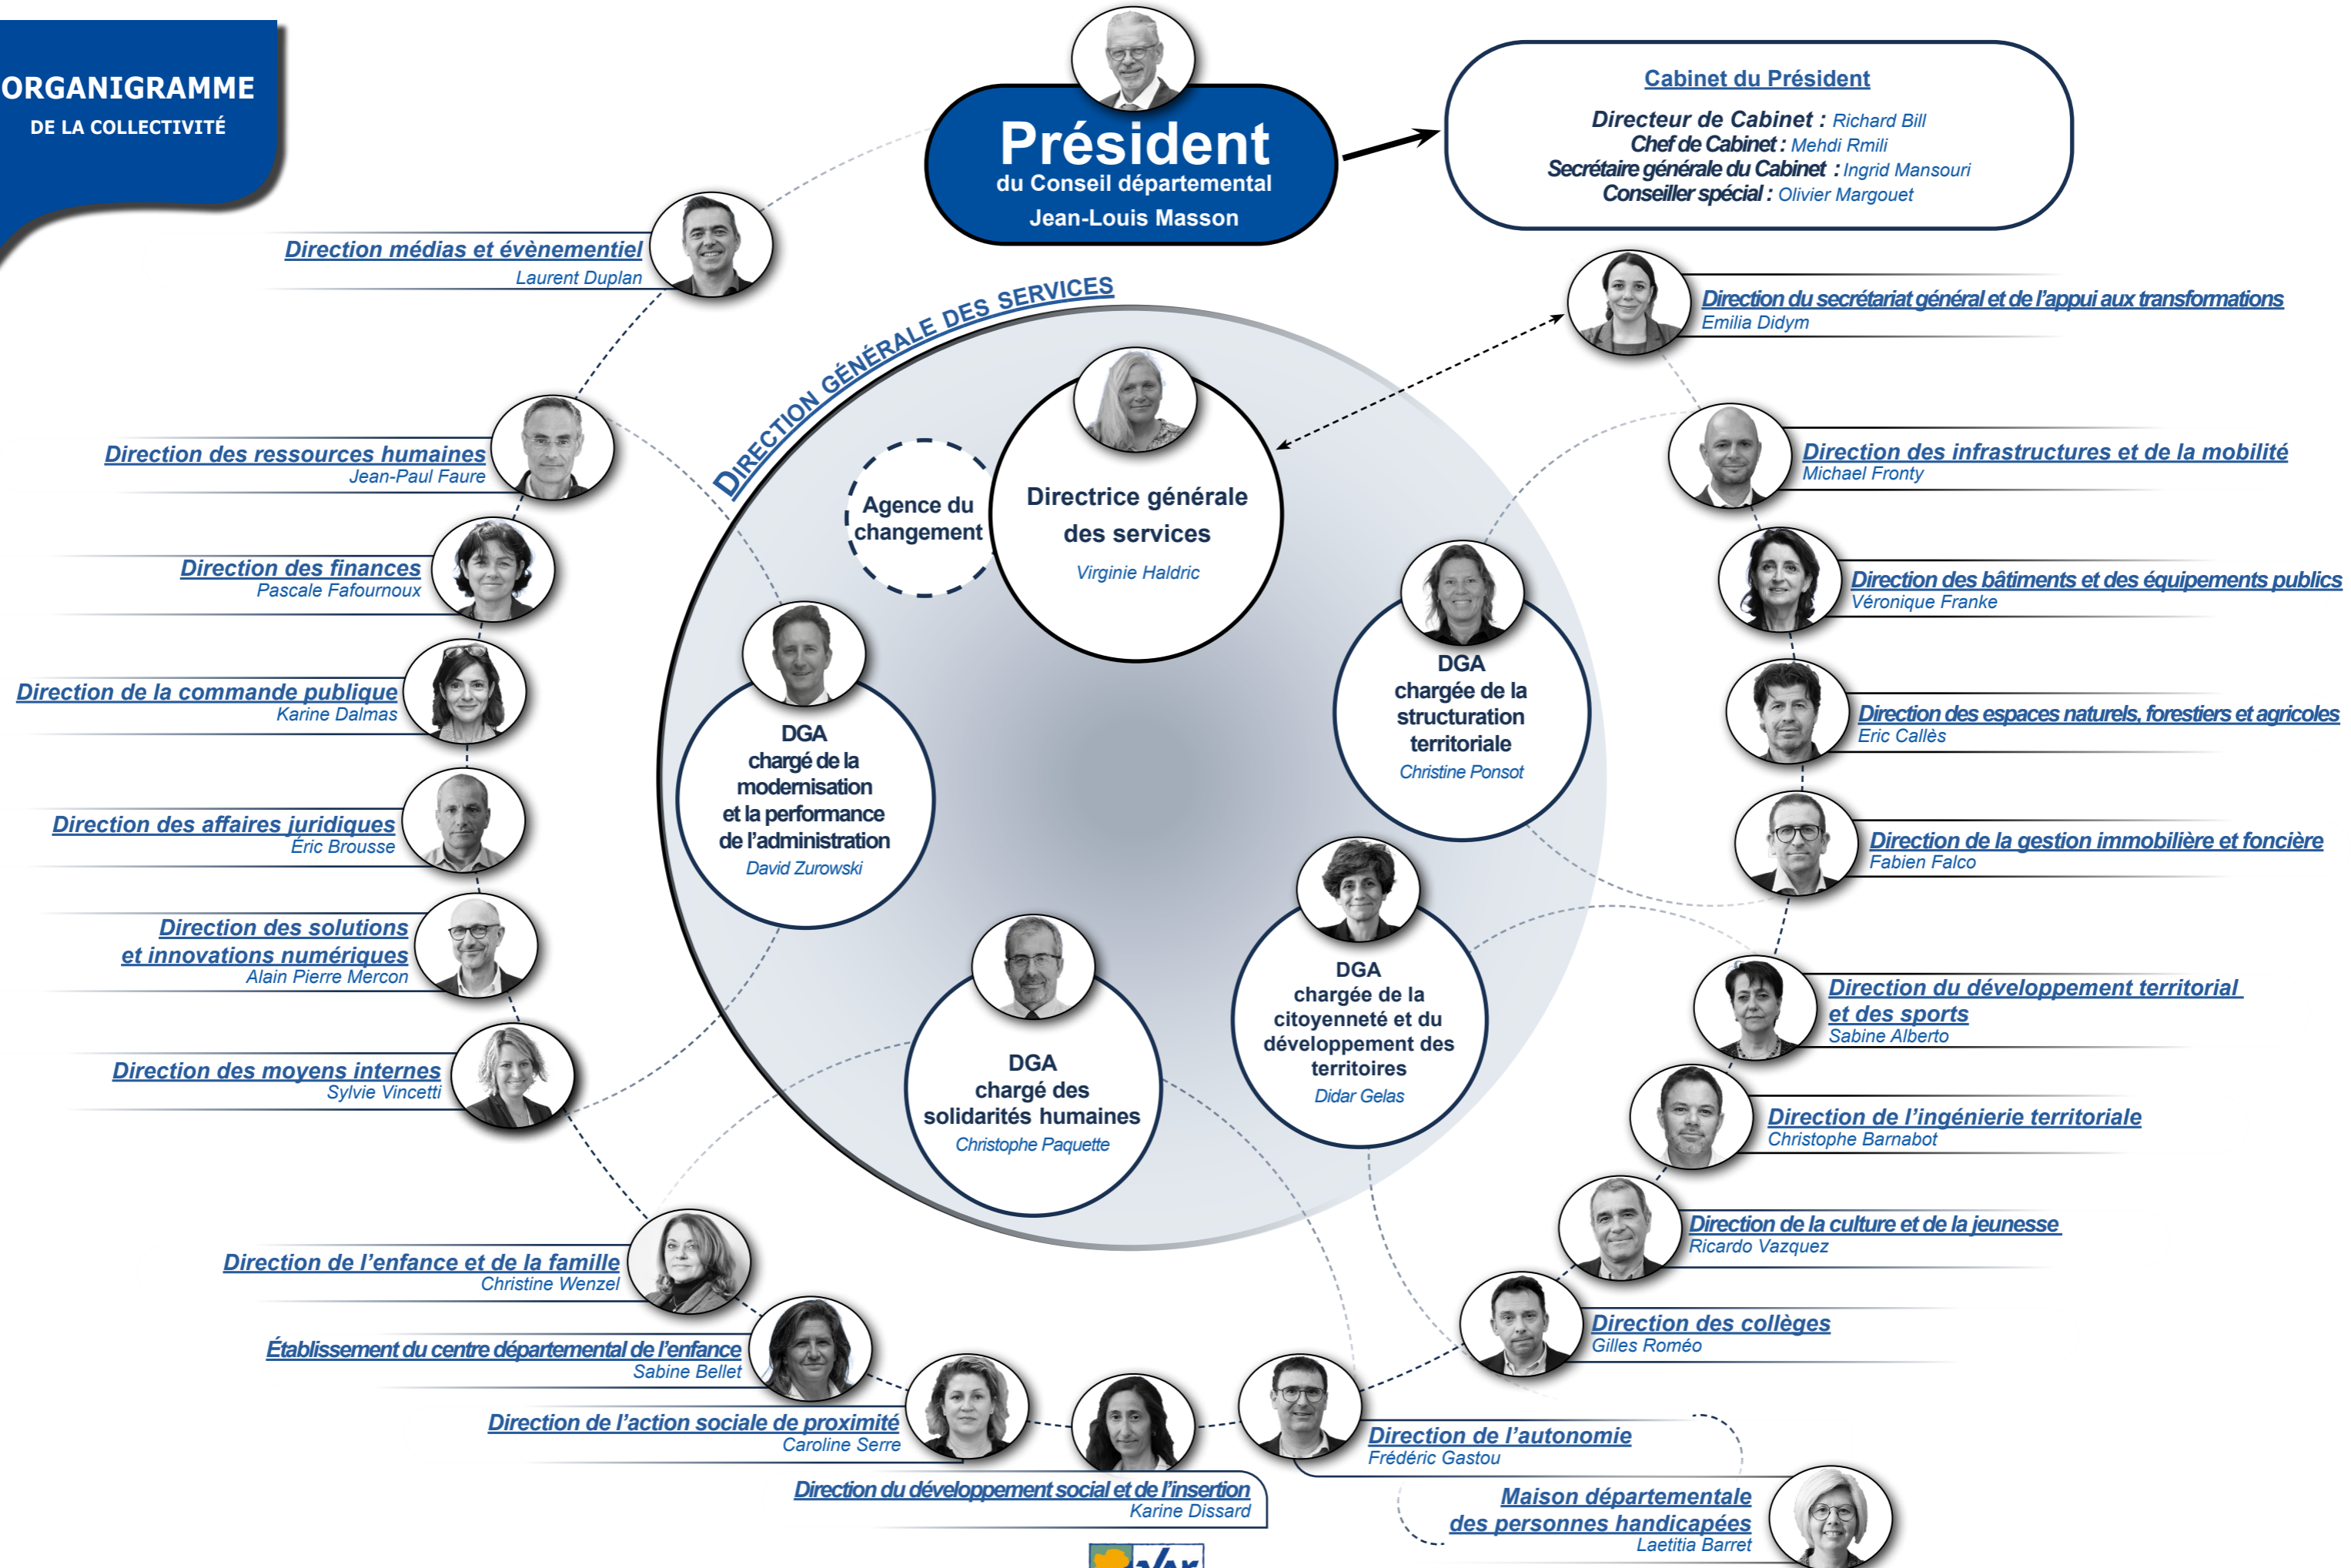 ORGANIGRAMME
DE LA COLLECTIVITÉ
Président
du Conseil départemental
Jean-Louis Masson
Cabinet du Président
Directeur de Cabinet : Richard Bill
Chef de Cabinet : Mehdi Rmili
Secrétaire générale du Cabinet : Ingrid Mansouri
Conseiller spécial : Olivier Margouet
Direction médias et évènementiel
Laurent Duplan
Direction des ressources humaines
Jean-Paul Faure
Direction des finances
Pascale Fafournoux
Direction de la commande publique
Karine Dalmas
Direction des affaires juridiques
Éric Brousse
Direction des solutions
et innovations numériques
Alain Pierre Mercon
Direction des moyens internes
Sylvie Vincetti
DIRECTION GÉNÉRALE DES SERVICES
Agence du
changement
Directrice générale
des services
Virginie Haldric
DGA
chargé de la
modernisation
et la performance
de l'administration
David Zurowski
DGA
chargée de la
structuration
territoriale
Christine Ponsot
DGA
chargée de la
citoyenneté et du
développement des
territoires
Didar Gelas
DGA
chargé des
solidarités humaines
Christophe Paquette
Direction du secrétariat général et de l'appui aux transformations
Emilia Didym
Direction des infrastructures et de la mobilité
Michael Fronty
Direction des bâtiments et des équipements publics
Véronique Franke
Direction des espaces naturels, forestiers et agricoles
Eric Callès
Direction de la gestion immobilière et foncière
Fabien Falco
Direction du développement territorial
et des sports
Sabine Alberto
Direction de l'ingénierie territoriale
Christophe Barnabot
Direction de la culture et de la jeunesse
Ricardo Vazquez
Direction des collèges
Gilles Roméo
Direction de l'enfance et de la famille
Christine Wenzel
Établissement du centre départemental de l'enfance
Sabine Bellet
Direction de l'action sociale de proximité
Caroline Serre
Direction du développement social et de l'insertion
Karine Dissard
Direction de l'autonomie
Frédéric Gastou
Maison départementale
des personnes handicapées
Laetitia Barret